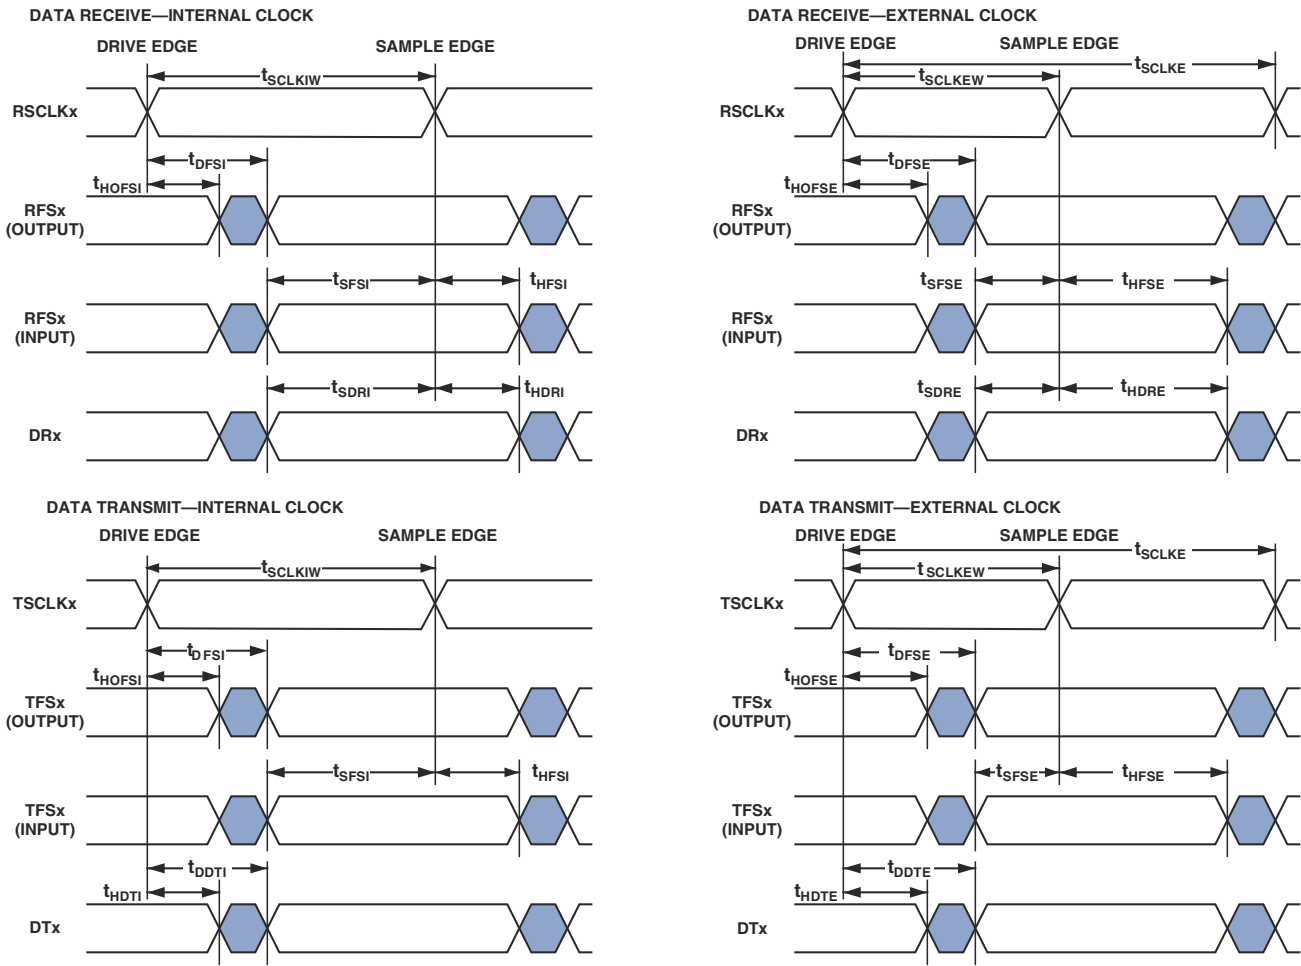 DATA RECEIVE—INTERNAL CLOCK
DRIVE EDGE
SAMPLE EDGE
tSCLKIW
RSCLKx
tDFSI
tHOFSI
RFSx
(OUTPUT)
tSFSI
tHFSI
RFSx
(INPUT)
tSDRI
tHDRI
DRx
DATA RECEIVE—EXTERNAL CLOCK
DRIVE EDGE
SAMPLE EDGE
tSCLKE
tSCLKEW
RSCLKx
tDFSE
tHOFSE
RFSx
(OUTPUT)
tSFSE
tHFSE
RFSx
(INPUT)
tSDRE
tHDRE
DRx
DATA TRANSMIT—INTERNAL CLOCK
DRIVE EDGE
SAMPLE EDGE
tSCLKIW
TSCLKx
tDFSI
tHOFSI
TFSx
(OUTPUT)
tSFSI
tHFSI
TFSx
(INPUT)
tDDTI
tHDTI
DTx
DATA TRANSMIT—EXTERNAL CLOCK
DRIVE EDGE
SAMPLE EDGE
tSCLKE
tSCLKEW
TSCLKx
tDFSE
tHOFSE
TFSx
(OUTPUT)
tSFSE
tHFSE
TFSx
(INPUT)
tDDTE
tHDTE
DTx